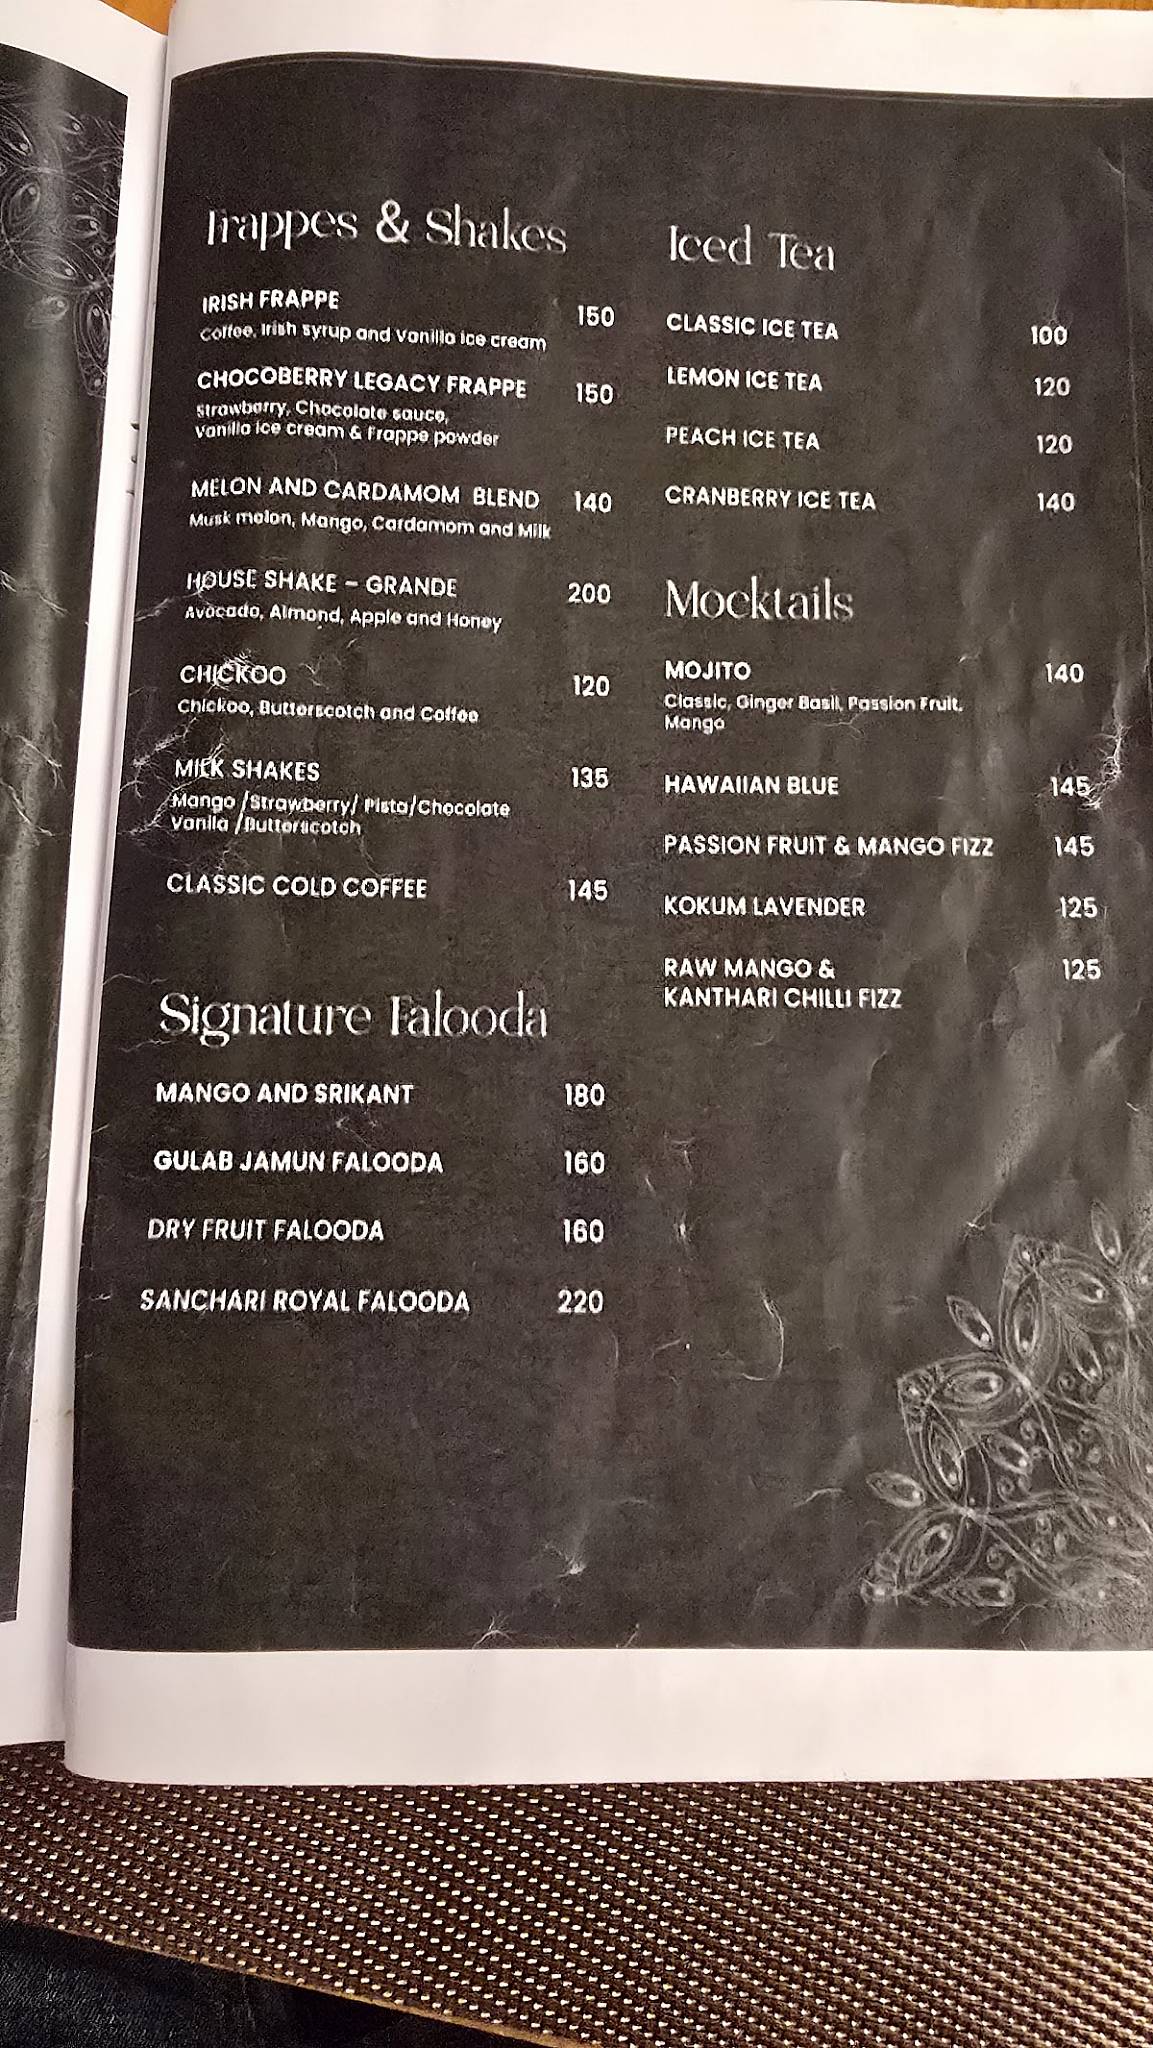 Frappes & Shakes
IRISH FRAPPE 150
Coffee, Irish syrup and Vanilla ice cream
CHOCOBERRY LEGACY FRAPPE 150
Strawberry, Chocolate sauce,
Vanilla ice cream & Frappe powder
MELON AND CARDAMOM BLEND 140
Musk melon, Mango, Cardamom and Milk
HOUSE SHAKE – GRANDE 200
Avocado, Almond, Apple and Honey
CHICKOO 120
Chickoo, Butterscotch and Coffee
MILK SHAKES 135
Mango /Strawberry/ Pista/Chocolate
Vanilla /Butterscotch
CLASSIC COLD COFFEE 145
Signature Falooda
MANGO AND SRIKANT 180
GULAB JAMUN FALOODA 160
DRY FRUIT FALOODA 160
SANCHARI ROYAL FALOODA 220
Iced Tea
CLASSIC ICE TEA 100
LEMON ICE TEA 120
PEACH ICE TEA 120
CRANBERRY ICE TEA 140
Mocktails
MOJITO 140
Classic, Ginger Basil, Passion Fruit,
Mango
HAWAIIAN BLUE 145
PASSION FRUIT & MANGO FIZZ 145
KOKUM LAVENDER 125
RAW MANGO & 125
KANTHARI CHILLI FIZZ